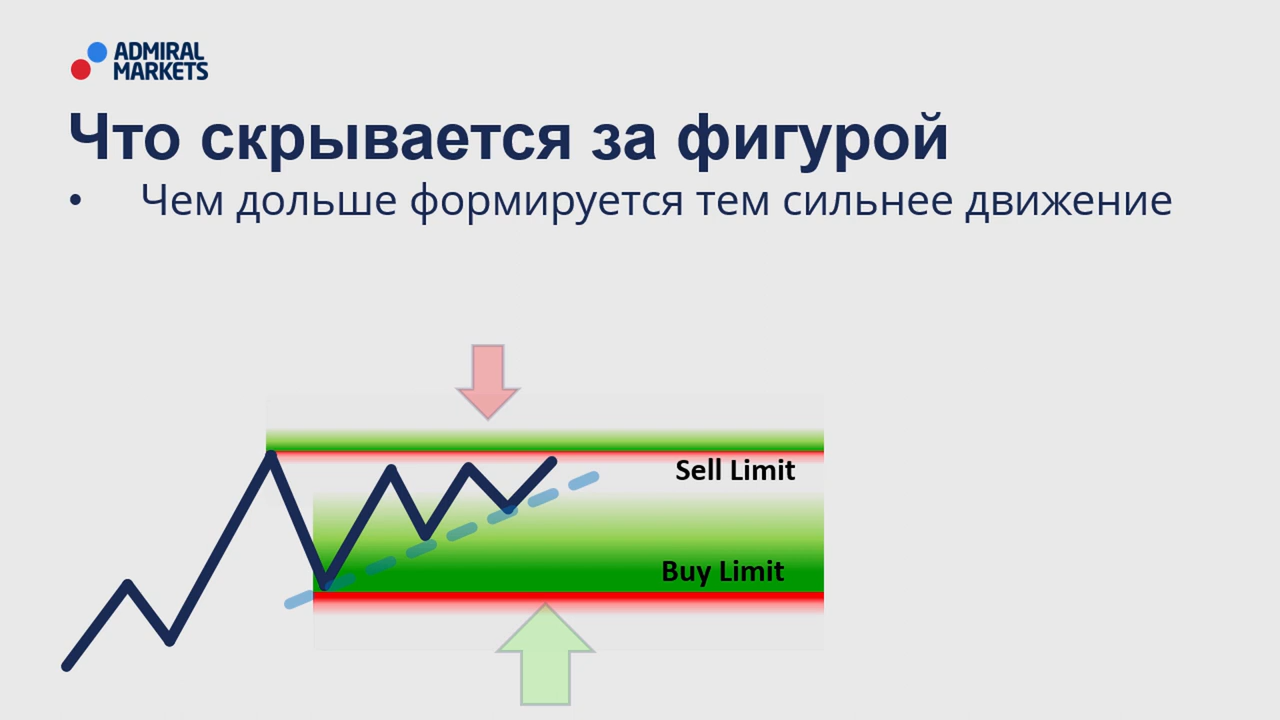 ADMIRAL
MARKETS
Что скрывается за фигурой
• Чем дольше формируется тем сильнее движение
Sell Limit
Buy Limit